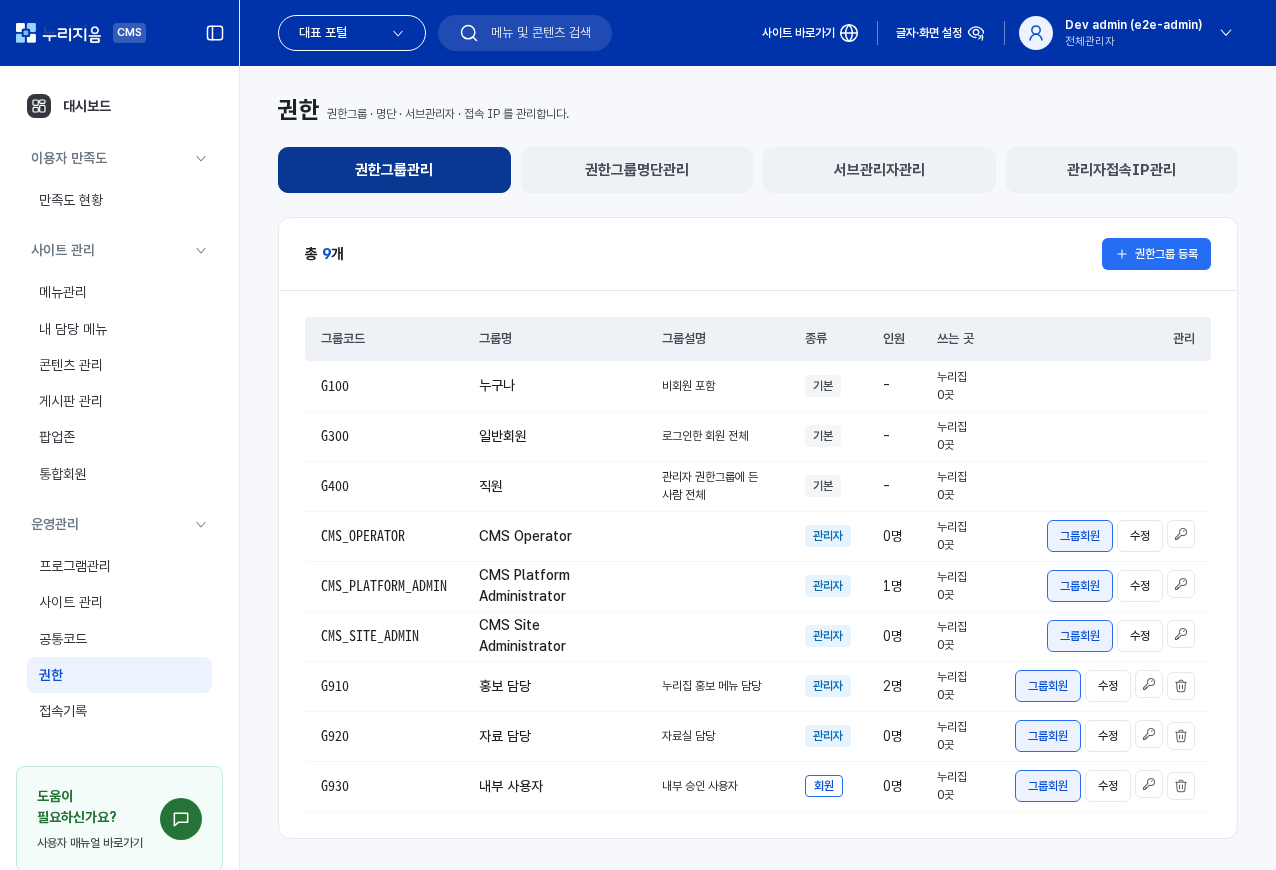 누리지음 CMS
대표 포털
메뉴 및 콘텐츠 검색
사이트 바로가기
글자·화면 설정
Dev admin (e2e-admin)
전체관리자
대시보드
이용자 만족도
만족도 현황
사이트 관리
메뉴관리
내 담당 메뉴
콘텐츠 관리
게시판 관리
팝업존
통합회원
운영관리
프로그램관리
사이트 관리
공통코드
권한
접속기록
도움이
필요하신가요?
사용자 매뉴얼 바로가기
권한 권한그룹 · 명단 · 서브관리자 · 접속 IP 를 관리합니다.
권한그룹관리 권한그룹명단관리 서브관리자관리 관리자접속IP관리
총 9개
+ 권한그룹 등록
그룹코드 그룹명 그룹설명 종류 인원 쓰는 곳 관리
G100 누구나 비회원 포함 기본 - 누리집
0곳
G300 일반회원 로그인한 회원 전체 기본 - 누리집
0곳
G400 직원 관리자 권한그룹에 든 기본 - 누리집
사람 전체 0곳
CMS_OPERATOR CMS Operator 관리자 0명 누리집 그룹회원 수정
0곳
CMS_PLATFORM_ADMIN CMS Platform 관리자 1명 누리집 그룹회원 수정
Administrator 0곳
CMS_SITE_ADMIN CMS Site 관리자 0명 누리집 그룹회원 수정
Administrator 0곳
G910 홍보 담당 누리집 홍보 메뉴 담당 관리자 2명 누리집 그룹회원 수정
0곳
G920 자료 담당 자료실 담당 관리자 0명 누리집 그룹회원 수정
0곳
G930 내부 사용자 내부 승인 사용자 회원 0명 누리집 그룹회원 수정
0곳